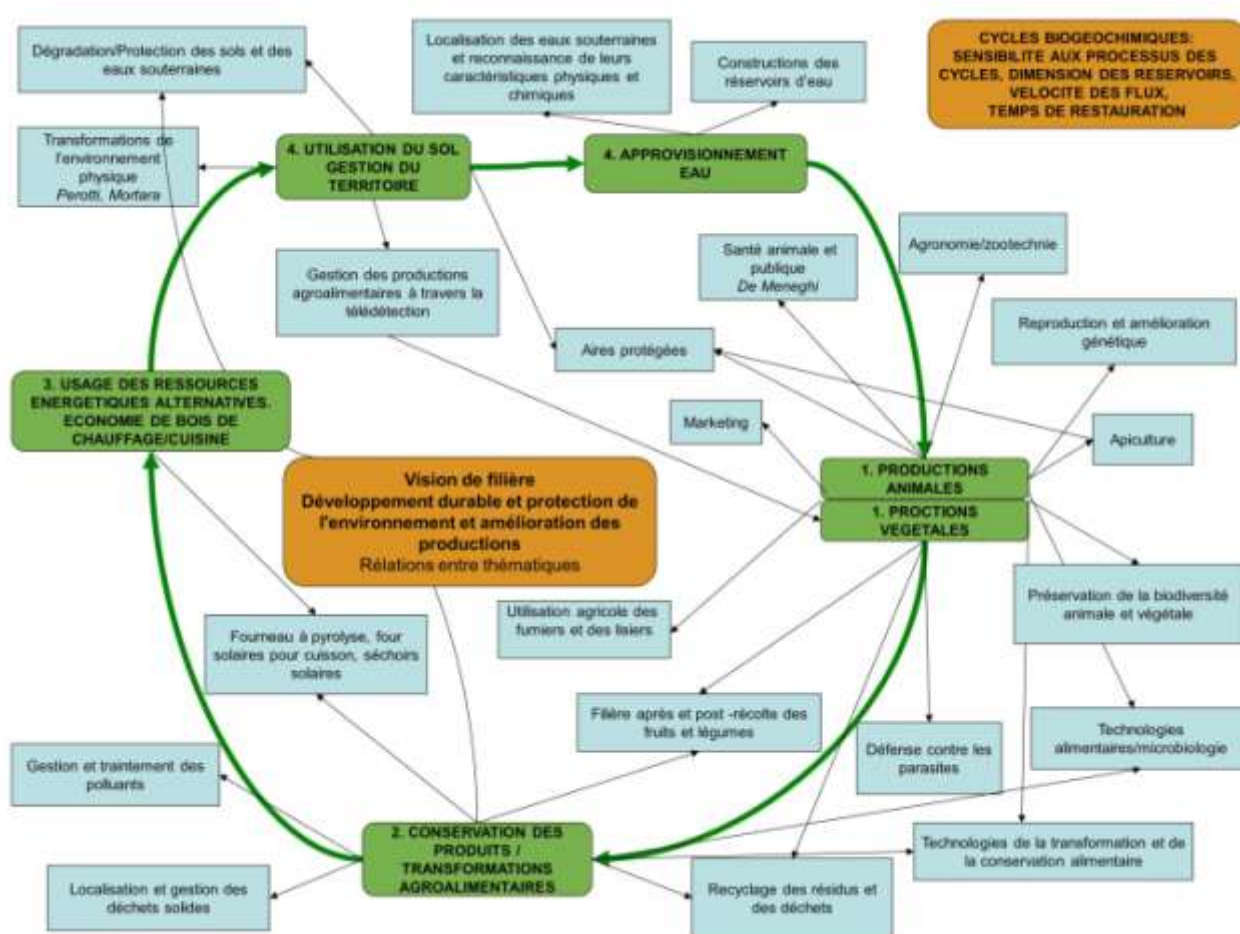 Dégradation/Protection des sols et des
eaux souterraines
Localisation des eaux souterraines
et reconnaissance de leurs
caractéristiques physiques et
chimiques
Constructions des
réservoirs d'eau
CYCLES BIOGEOCHIMIQUES:
SENSIBILITE AUX PROCESSUS DES
CYCLES, DIMENSION DES RESERVOIRS,
VELOCITE DES FLUX,
TEMPS DE RESTAURATION
Transformations de
l'environnement
physique
Perotti, Mortara
4. UTILISATION DU SOL
GESTION DU
TERRITOIRE
4. APPROVISIONNEMENT
EAU
Gestion des productions
agroalimentaires à travers la
télédétection
Santé animale et
publique
De Meneghi
Agronomie/zootechnie
Reproduction et amélioration
génétique
Aires protégées
3. USAGE DES RESSOURCES
ENERGETIQUES ALTERNATIVES.
ECONOMIE DE BOIS DE
CHAUFFAGE/CUISINE
Marketing
Apiculture
Vision de filière
Développement durable et protection de
l'environnement et amélioration des
productions
Rélations entre thématiques
1. PRODUCTIONS
ANIMALES
1. PROCTIONS
VEGETALES
Utilisation agricole des
fumiers et des lisiers
Préservation de la biodiversité
animale et végétale
Fourneau à pyrolyse, four
solaires pour cuisson, séchoirs
solaires
Filière après et post -récolte des
fruits et légumes
Défense contre les
parasites
Technologies
alimentaires/microbiologie
Gestion et traintement des
polluants
2. CONSERVATION DES
PRODUITS /
TRANSFORMATIONS
AGROALIMENTAIRES
Technologies de la transformation et de
la conservation alimentaire
Localisation et gestion des
déchets solides
Recyclage des résidus et
des déchets